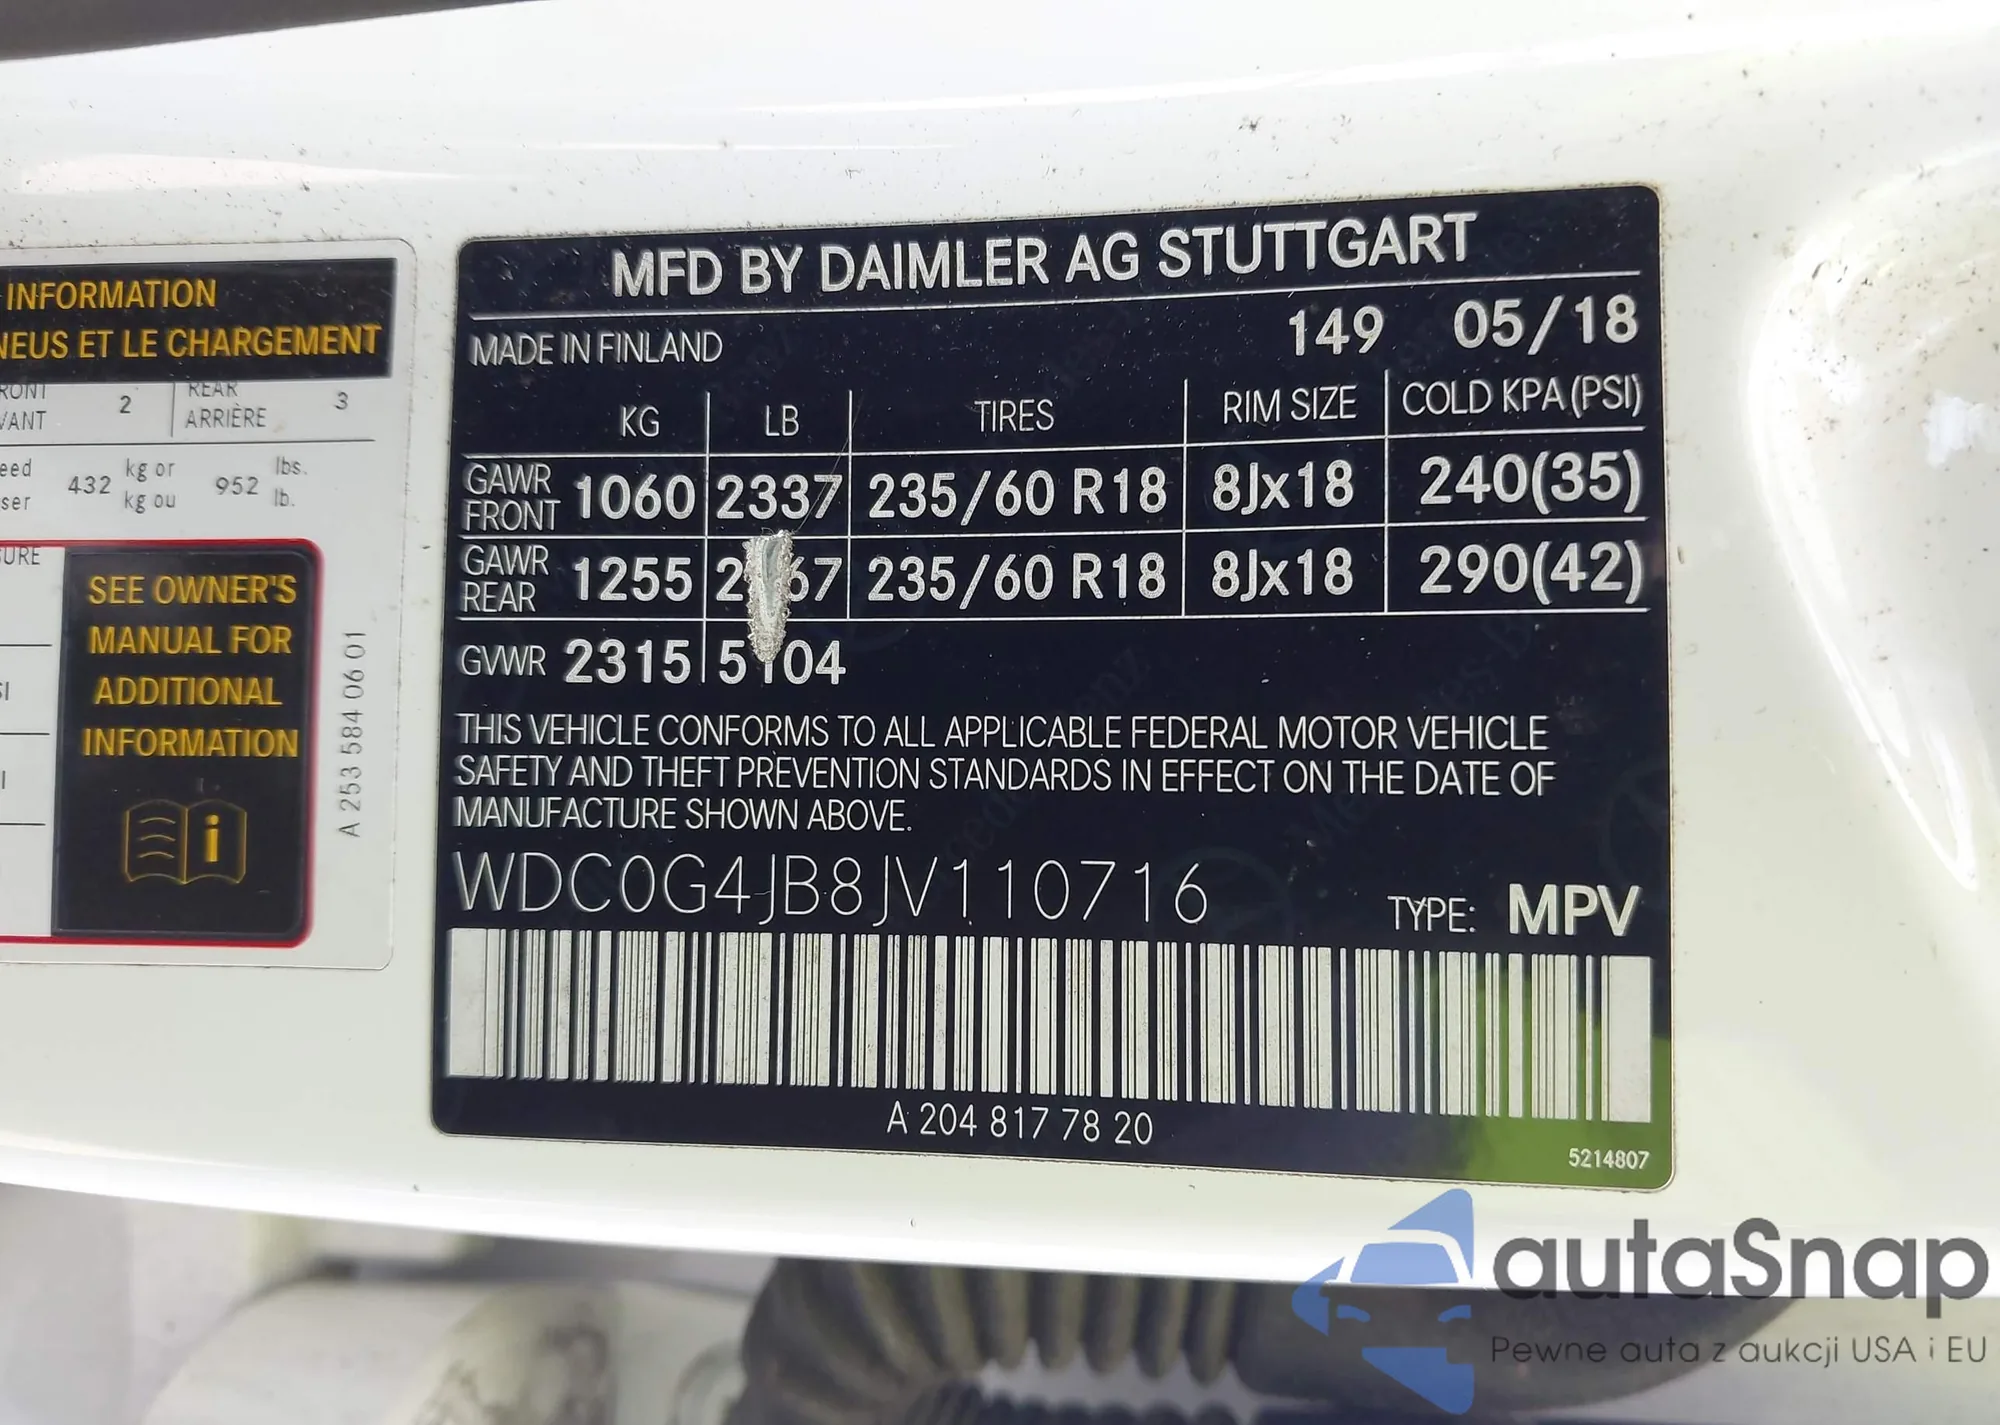 INFORMATION
NEUS ET LE CHARGEMENT
RONT
VANT
2
REAR
ARRIÈRE
3
eed
ser
432
kg or
kg ou
952
lbs.
lb.
SURE
SEE OWNER'S
MANUAL FOR
ADDITIONAL
INFORMATION
A 253 584 06 01
MFD BY DAIMLER AG STUTTGART
MADE IN FINLAND 149 05/18
KG LB TIRES RIM SIZE COLD KPA (PSI)
GAWR FRONT 1060 2337 235/60 R18 8Jx18 240(35)
GAWR REAR 1255 235/60 R18 8Jx18 290(42)
GVWR 2315 5104
THIS VEHICLE CONFORMS TO ALL APPLICABLE FEDERAL MOTOR VEHICLE
SAFETY AND THEFT PREVENTION STANDARDS IN EFFECT ON THE DATE OF
MANUFACTURE SHOWN ABOVE.
WDC0G4JB8JV110716 TYPE: MPV
A 204 817 78 20
5214807
autaSnap
Pewne auta z aukcji USA i EU